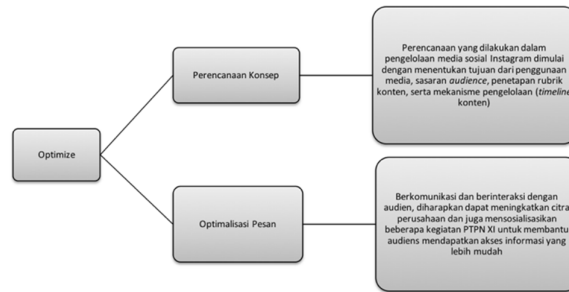 Optimize
Perencanaan Konsep
Perencanaan yang dilakukan dalam
pengelolaan media sosial Instagram dimulai
dengan menentukan tujuan dari penggunaan
media, sasaran audience, penetapan rubrik
konten, serta mekanisme pengelolaan (timeline
konten)
Optimalisasi Pesan
Berkomunikasi dan berinteraksi dengan
audien, diharapkan dapat meningkatkan citra
perusahaan dan juga mensosialisasikan
beberapa kegiatan PTPN XI untuk membantu
audiens mendapatkan akses informasi yang
lebih mudah